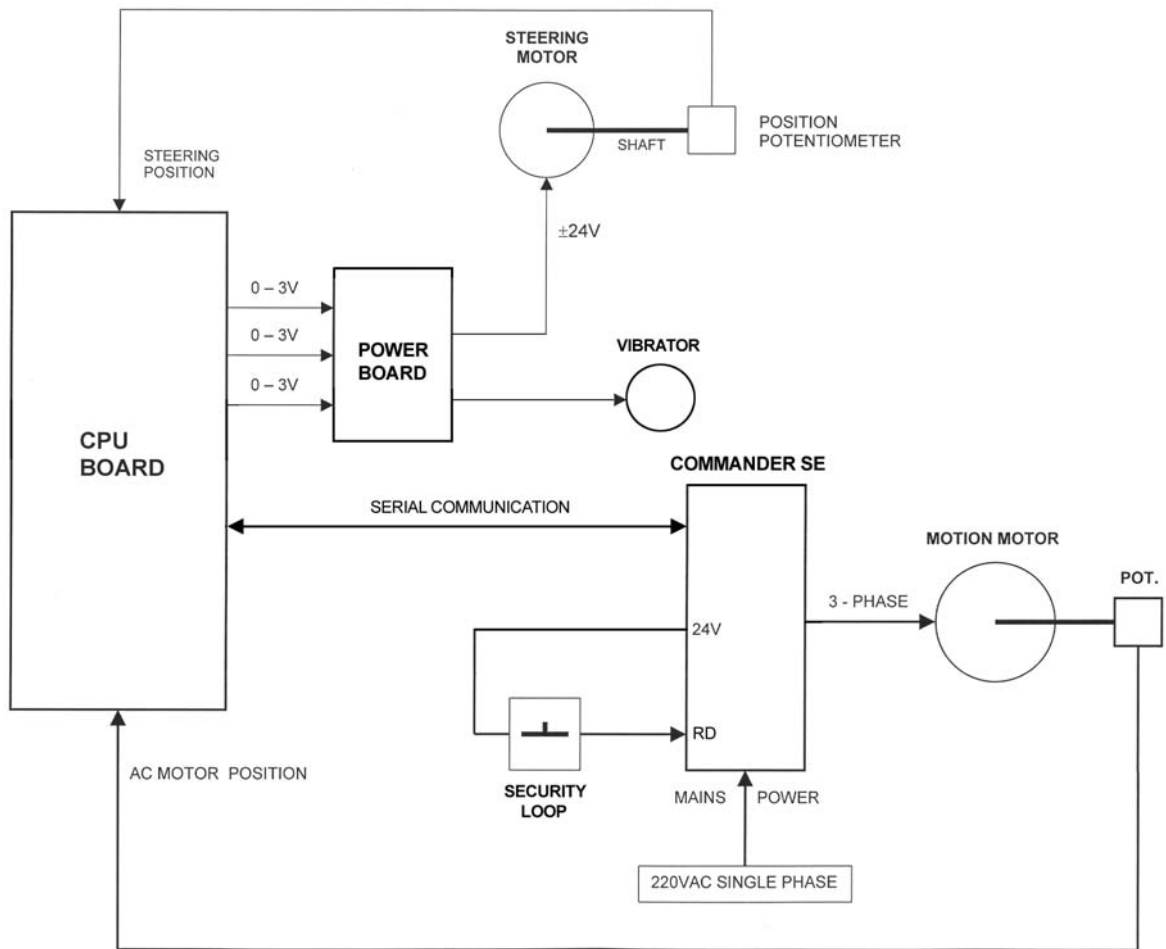 STEERING
MOTOR
SHAFT
POSITION
POTENTIOMETER
STEERING
POSITION
±24V
0 – 3V
0 – 3V
0 – 3V
POWER
BOARD
VIBRATOR
CPU
BOARD
COMMANDER SE
SERIAL COMMUNICATION
MOTION MOTOR
POT.
3 - PHASE
24V
RD
AC MOTOR POSITION
SECURITY
LOOP
MAINS POWER
220VAC SINGLE PHASE